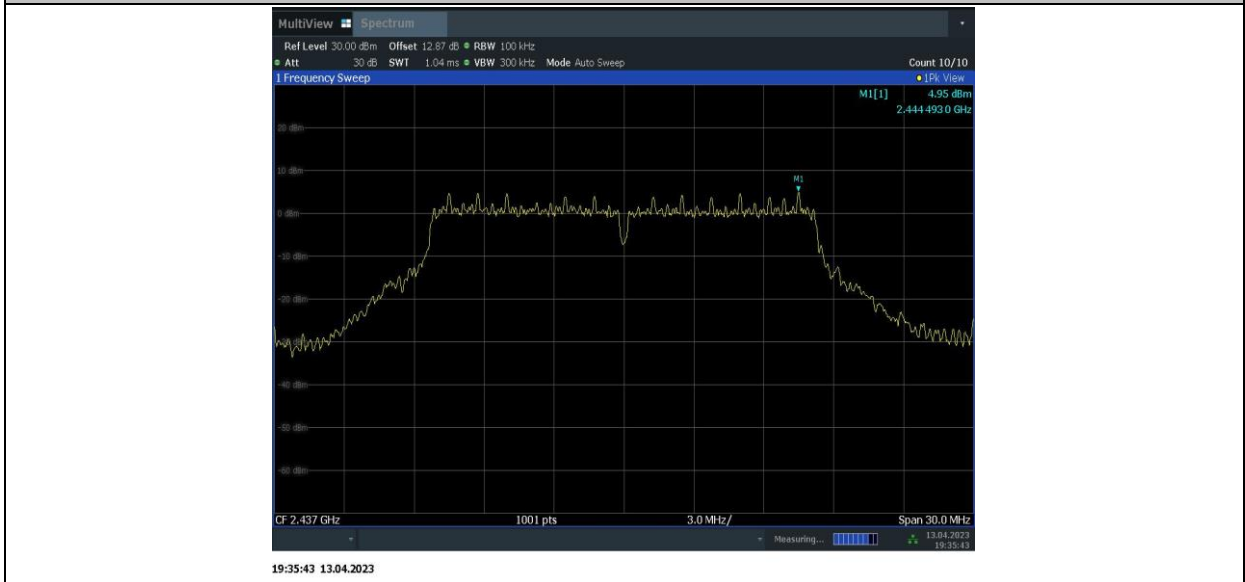 MultiView Spectrum
Ref Level 30.00 dBm Offset 12.87 dB RBW 100 kHz
Att 30 dB SWT 1.04 ms VBW 300 kHz Mode Auto Sweep Count 10/10
1 Frequency Sweep 1Pk View
M1[1] 4.95 dBm
2.444 493 0 GHz
20 dBm
10 dBm
M1
0 dBm
-10 dBm
-20 dBm
-40 dBm
-50 dBm
-60 dBm
CF 2.437 GHz 1001 pts 3.0 MHz/ Span 30.0 MHz
Measuring... 13.04.2023
19:35:43
19:35:43 13.04.2023